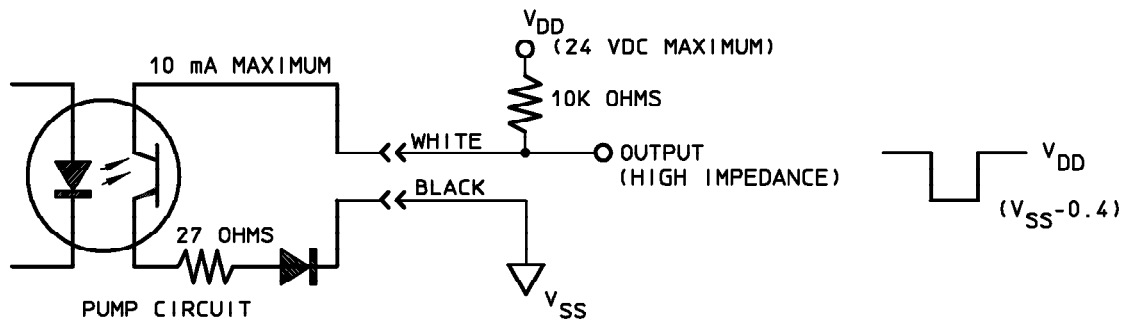 V_DD
(24 VDC MAXIMUM)
10 mA MAXIMUM
10K OHMS
WHITE
OUTPUT
(HIGH IMPEDANCE)
V_DD
BLACK
(V_SS-0.4)
27 OHMS
V_SS
PUMP CIRCUIT